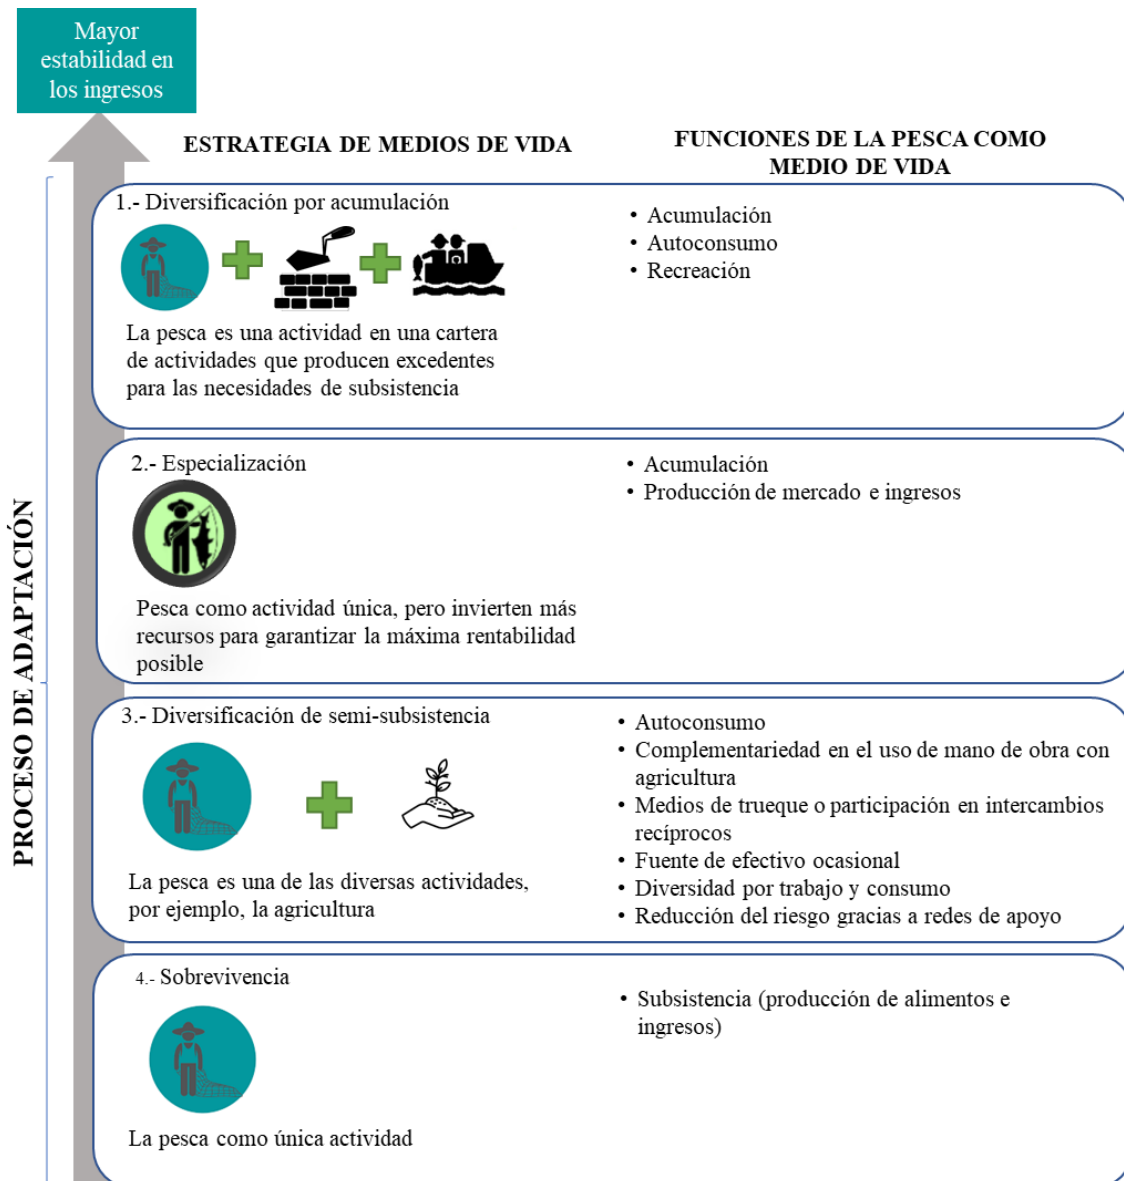 Mayor
estabilidad en
los ingresos
ESTRATEGIA DE MEDIOS DE VIDA
FUNCIONES DE LA PESCA COMO
MEDIO DE VIDA
PROCESO DE ADAPTACIÓN
1.- Diversificación por acumulación
La pesca es una actividad en una cartera
de actividades que producen excedentes
para las necesidades de subsistencia
• Acumulación
• Autoconsumo
• Recreación
2.- Especialización
Pesca como actividad única, pero invierten más
recursos para garantizar la máxima rentabilidad
posible
• Acumulación
• Producción de mercado e ingresos
3.- Diversificación de semi-subsistencia
La pesca es una de las diversas actividades,
por ejemplo, la agricultura
• Autoconsumo
• Complementariedad en el uso de mano de obra con
agricultura
• Medios de trueque o participación en intercambios
recíprocos
• Fuente de efectivo ocasional
• Diversidad por trabajo y consumo
• Reducción del riesgo gracias a redes de apoyo
4.- Sobrevivencia
La pesca como única actividad
• Subsistencia (producción de alimentos e
ingresos)